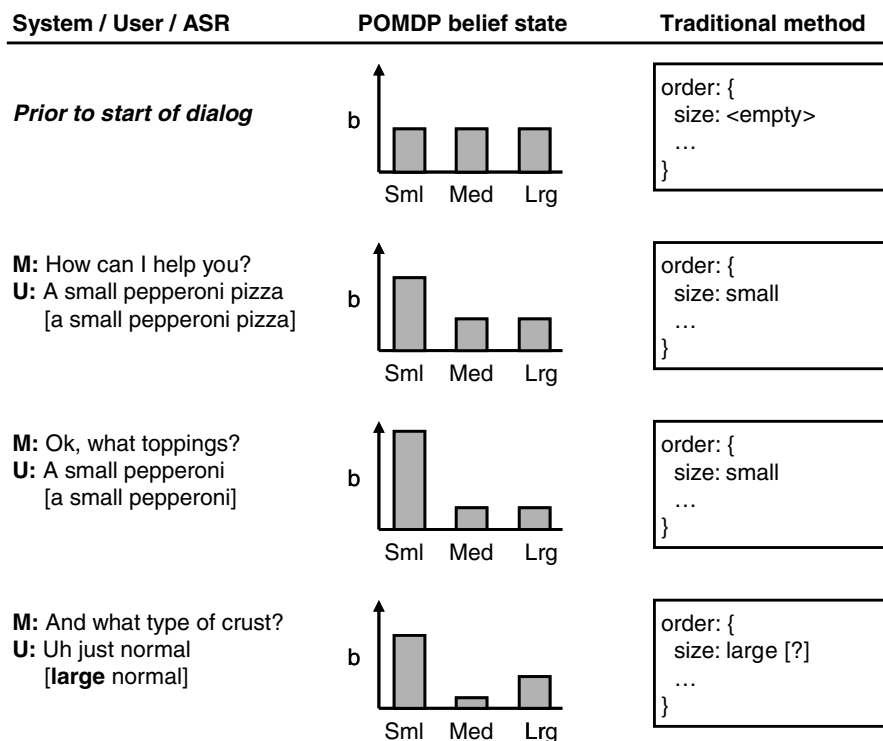 System / User / ASR POMDP belief state Traditional method
Prior to start of dialog
b
Sml Med Lrg
order: {
size: <empty>
…
}
M: How can I help you?
U: A small pepperoni pizza
[a small pepperoni pizza]
b
Sml Med Lrg
order: {
size: small
…
}
M: Ok, what toppings?
U: A small pepperoni
[a small pepperoni]
b
Sml Med Lrg
order: {
size: small
…
}
M: And what type of crust?
U: Uh just normal
[large normal]
b
Sml Med Lrg
order: {
size: large [?]
…
}